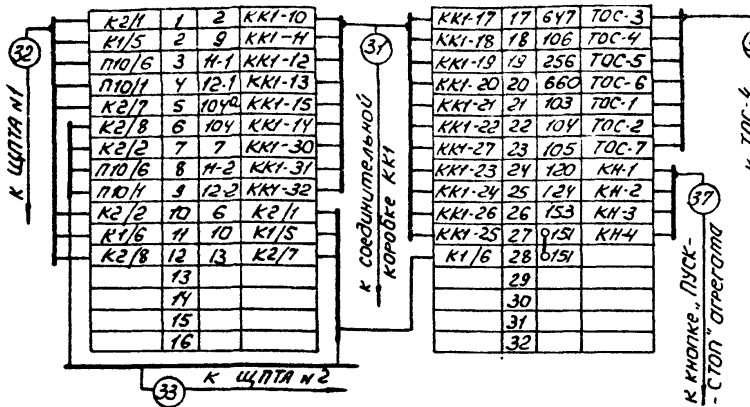 К2/1 1 2 КК1-10
К1/5 2 9 КК1-11
П10/6 3 Н-1 КК1-12
П10/1 4 12-1 КК1-13
К2/7 5 104а КК1-15
К2/8 6 104 КК1-14
К2/2 7 7 КК1-30
П10/6 8 Н-2 КК1-31
П10/1 9 12-2 КК1-32
К2/2 10 6 К2/1
К1/6 11 10 К1/5
К2/8 12 13 К2/7
13
14
15
16
32
к ЩПТА №1
33
к ЩПТА №2
31
к соединительной
коробке КК1
КК1-17 17 647 ТОС-3
КК1-18 18 106 ТОС-4
КК1-19 19 256 ТОС-5
КК1-20 20 660 ТОС-6
КК1-21 21 103 ТОС-1
КК1-22 22 104 ТОС-2
КК1-27 23 105 ТОС-7
КК1-23 24 120 КН-1
КК1-24 25 124 КН-2
КК1-26 26 153 КН-3
КК1-25 27 151 КН-4
К1/6 28 151
29
30
31
32
37
к кнопке „ПУСК-
-СТОП" агрегата
к ТОС-4